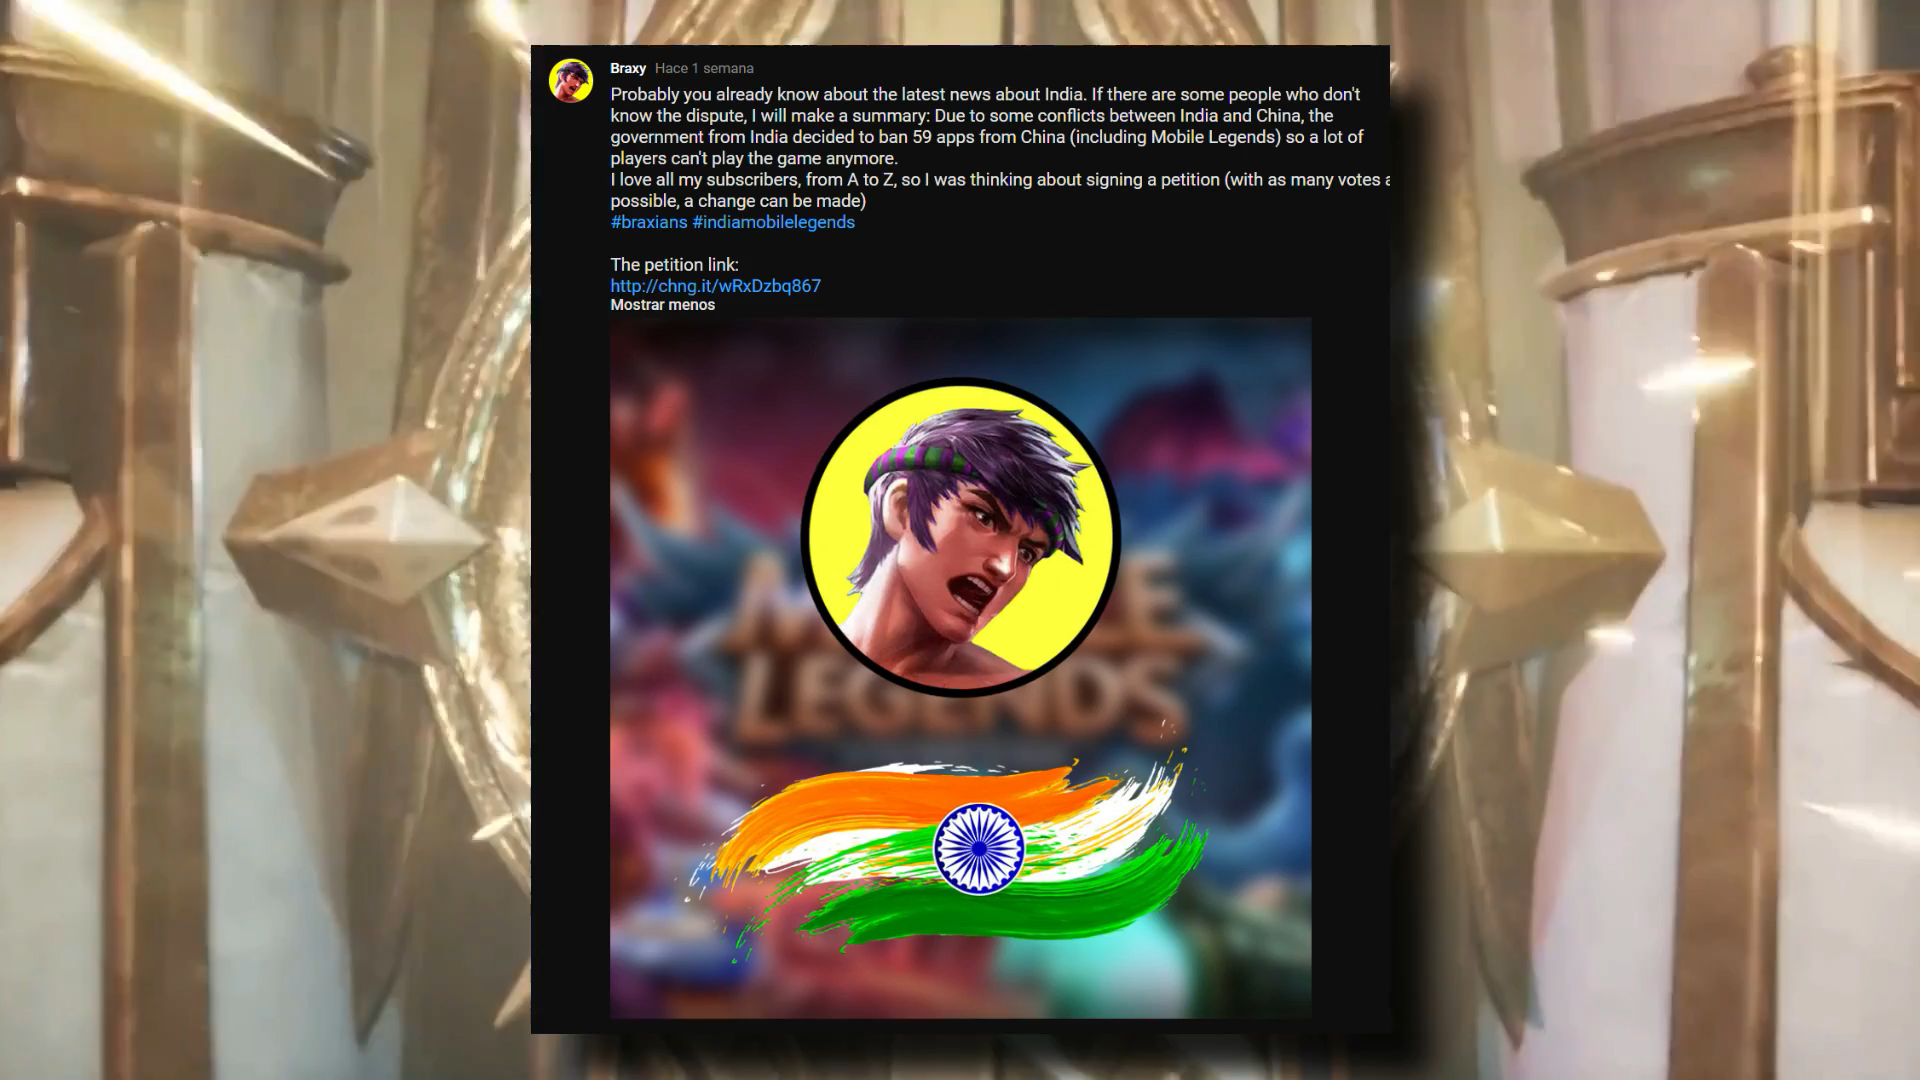 Braxy Hace 1 semana
Probably you already know about the latest news about India. If there are some people who don't
know the dispute, I will make a summary: Due to some conflicts between India and China, the
government from India decided to ban 59 apps from China (including Mobile Legends) so a lot of
players can't play the game anymore.
I love all my subscribers, from A to Z, so I was thinking about signing a petition (with as many votes
possible, a change can be made)
#braxians #indiamobilelegends
The petition link:
http://chng.it/wRxDzbq867
Mostrar menos
LEGENDS